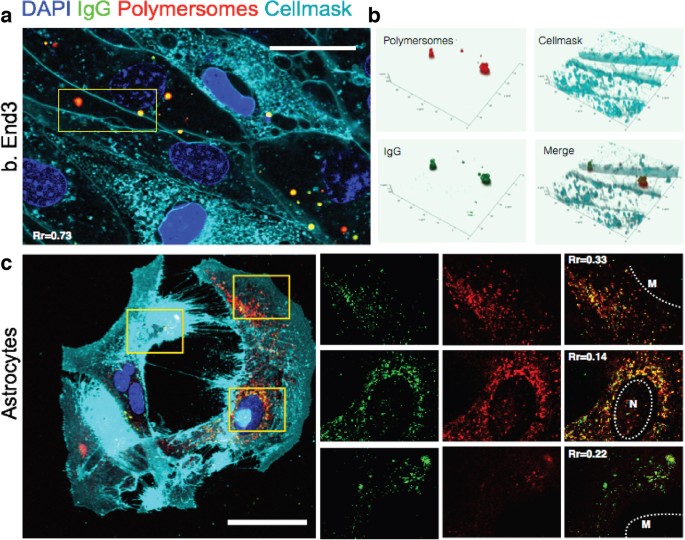 a DAPI IgG Polymersomes Cellmask b
Polymersomes Cellmask
b. End3
IgG Merge
Rr=0.73
c
Rr=0.33
M
Astrocytes
Rr=0.14
N
Rr=0.22
M